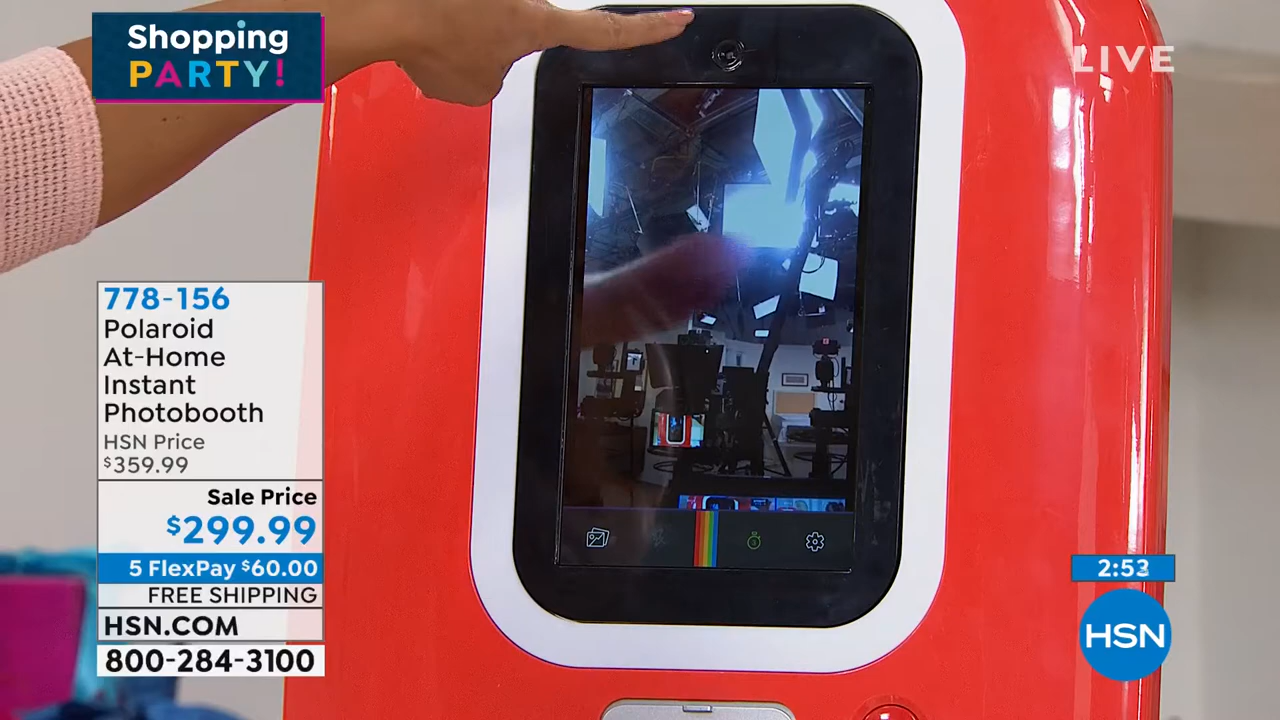 Shopping
PARTY!
LIVE
778-156
Polaroid
At-Home
Instant
Photobooth
HSN Price
$359.99
Sale Price
$299.99
5 FlexPay $60.00
FREE SHIPPING
HSN.COM
800-284-3100
2:53
HSN